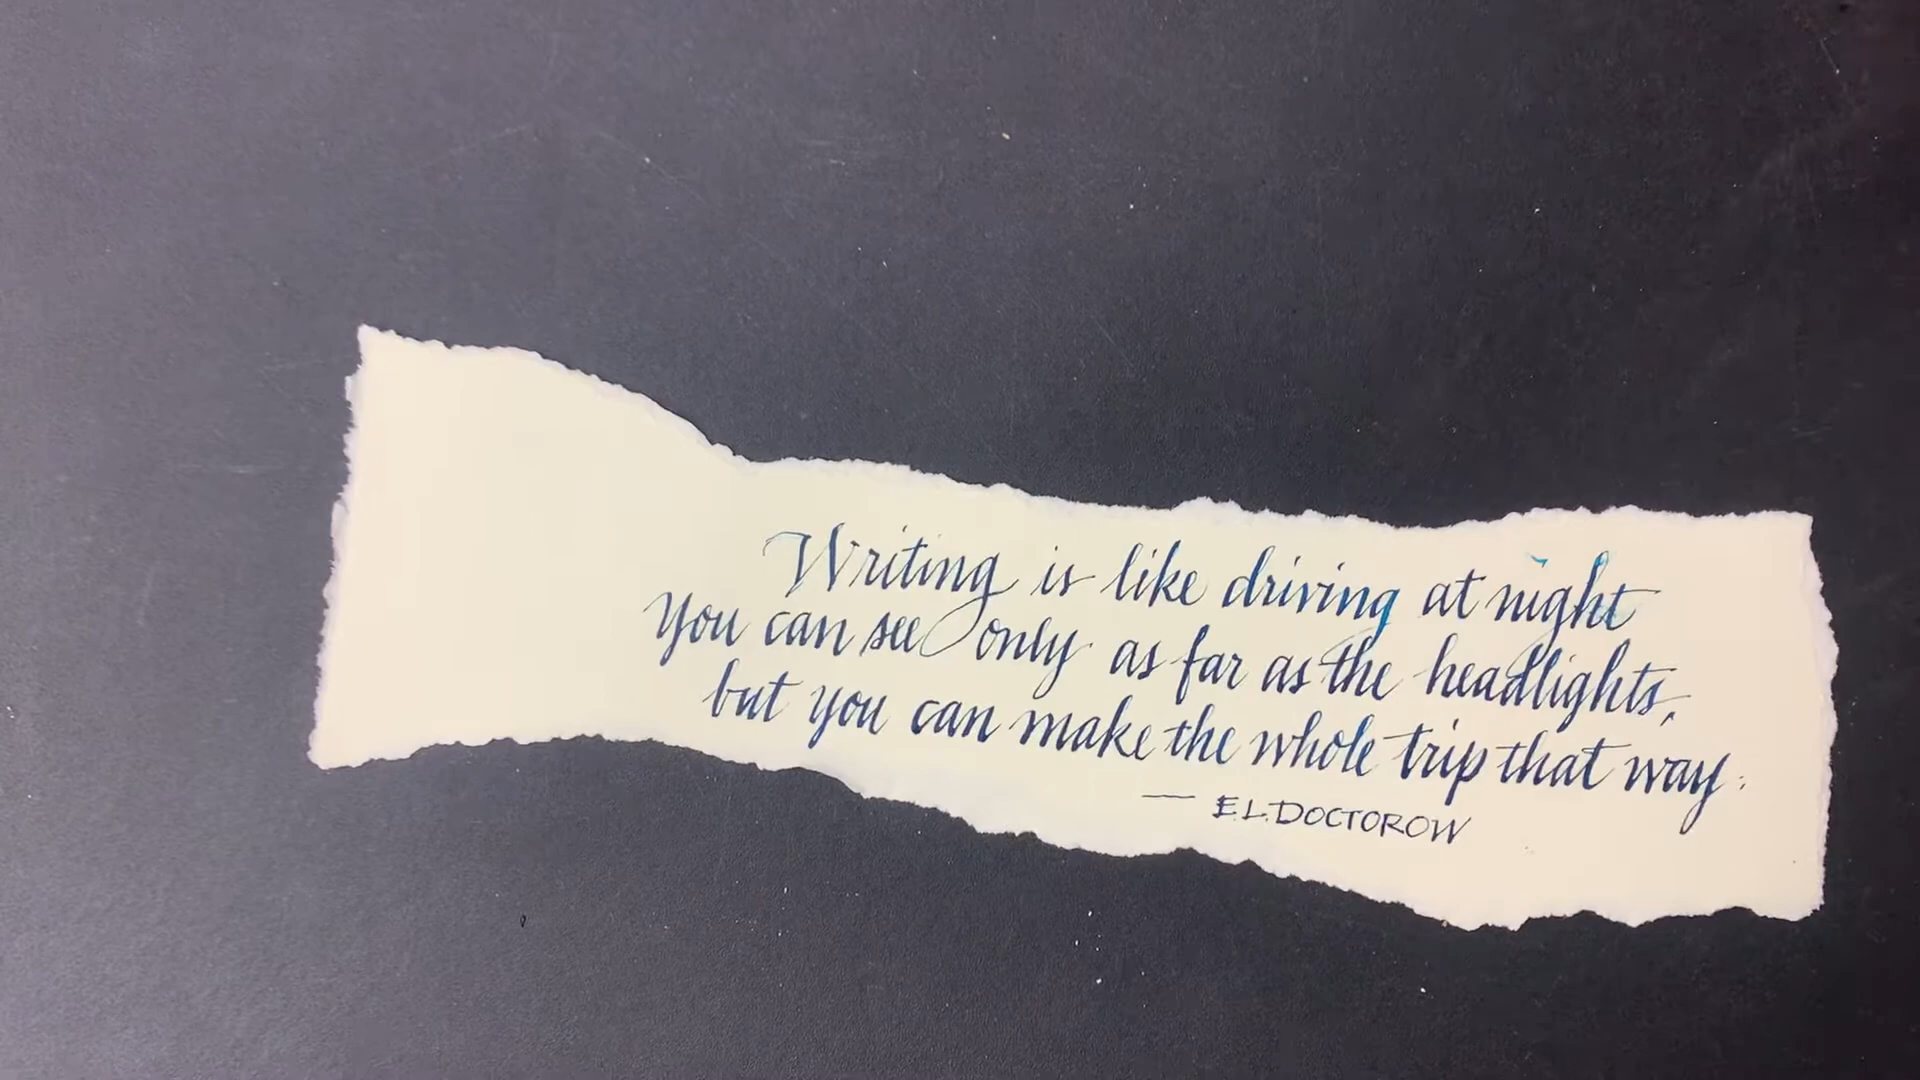 Writing is like driving at night
You can see only as far as the headlights,
but you can make the whole trip that way.
— E.L. DOCTOROW